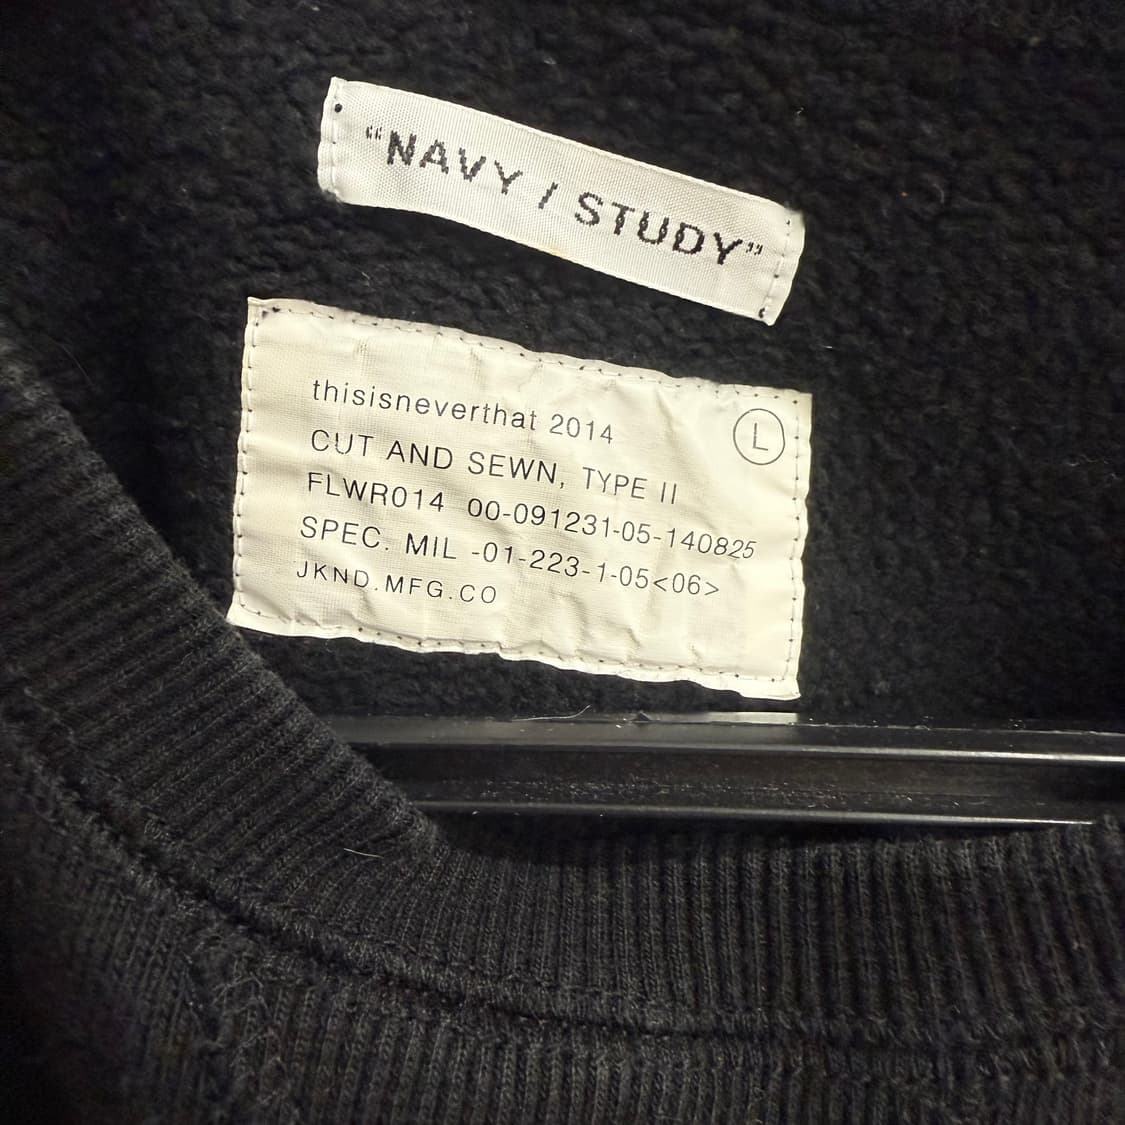 “NAVY / STUDY”
thisisneverthat 2014
L
CUT AND SEWN, TYPE II
FLWR014 00-091231-05-140825
SPEC. MIL -01-223-1-05<06>
JKND.MFG.CO